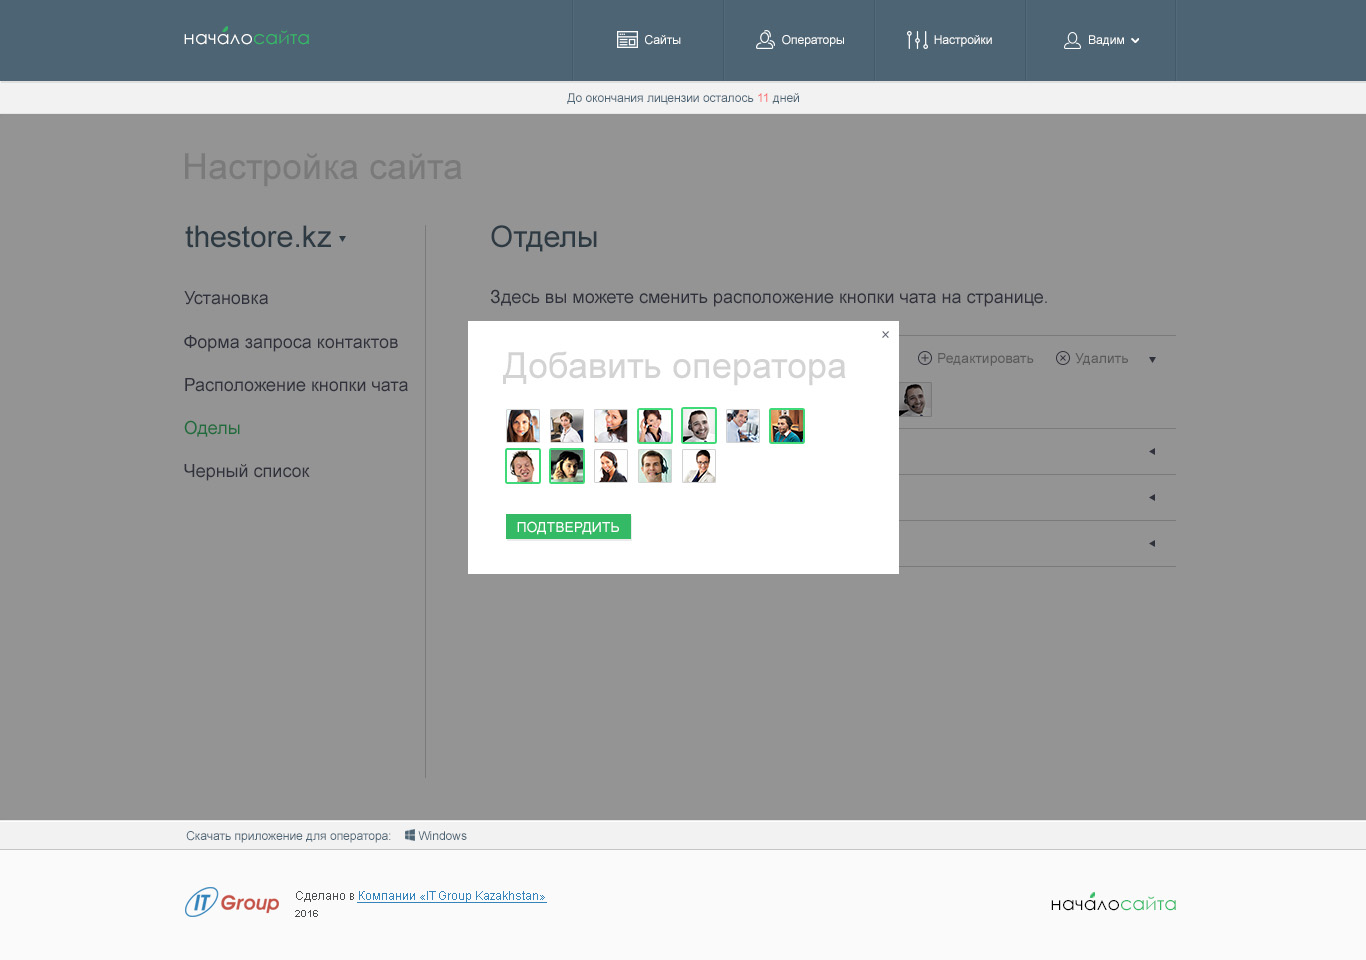 началосайта
Сайты
Операторы
Настройки
Вадим
До окончания лицензии осталось 11 дней
Настройка сайта
thestore.kz
Установка
Форма запроса контактов
Расположение кнопки чата
Оделы
Черный список
Отделы
Здесь вы можете сменить расположение кнопки чата на странице.
Редактировать
Удалить
×
Добавить оператора
ПОДТВЕРДИТЬ
Скачать приложение для оператора: Windows
IT Group
Сделано в Компании «IT Group Kazakhstan»
2016
началосайта